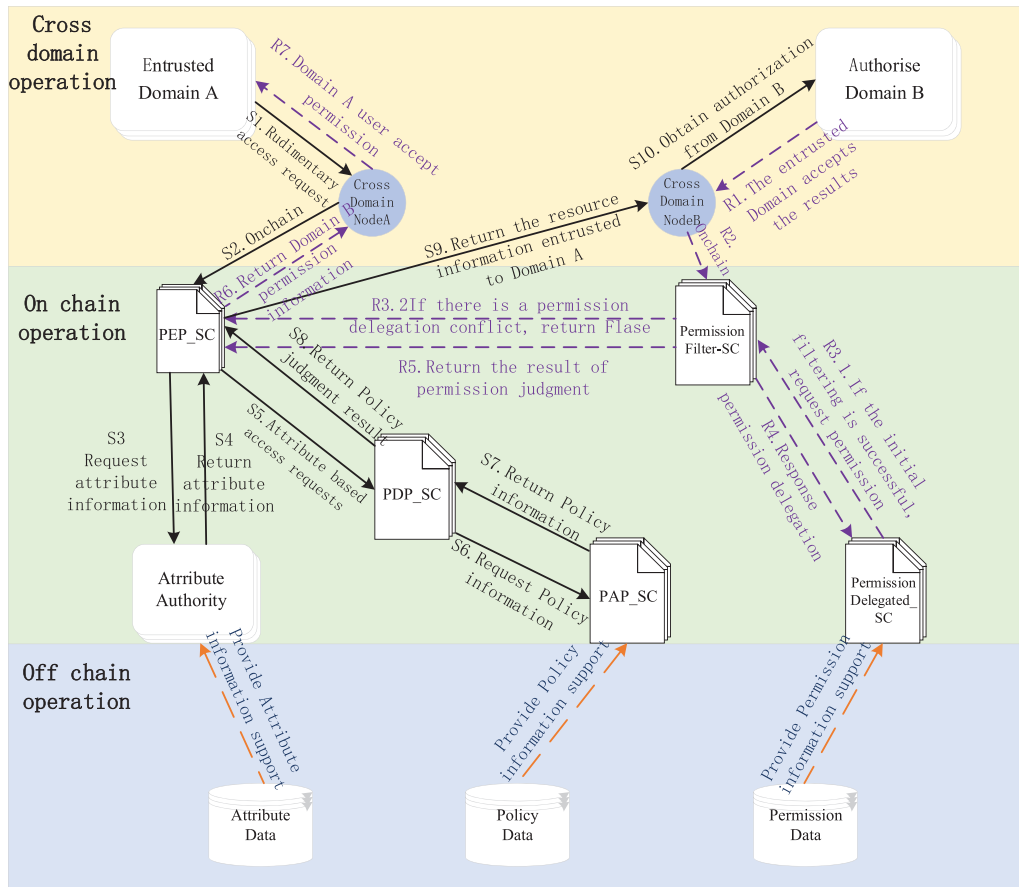 Cross
domain
operation
Entrusted
Domain A
Authorise
Domain B
R7. Domain A user accept
permission
S1. Rudimentary
access request
S10. Obtain authorization
from Domain B
R1. The entrusted
Domain accepts
the results
Cross
Domain
NodeA
Cross
Domain
NodeB
S2. Onchain
R6. Return Domain B
permission
information
S9. Return the resource
information entrusted
to Domain A
R2.
Onchain
On chain
operation
PEP_SC
R3.2If there is a permission
delegation conflict, return Flase
R5. Return the result of
permission judgment
Permission
Filter-SC
R3.1. If the initial
filtering is successful,
request permission
R4. Response
permission delegation
S8. Return Policy
judgment result
S5. Attribute based
access requests
S3
Request
attribute
information
S4
Return
attribute
information
PDP_SC
S7. Return Policy
information
S6. Request Policy
information
Atrribute
Authority
PAP_SC
Permission
Delegated_
SC
Off chain
operation
Provide Attribute
information support
Provide Policy
information support
Provide Permission
information support
Attribute
Data
Policy
Data
Permission
Data